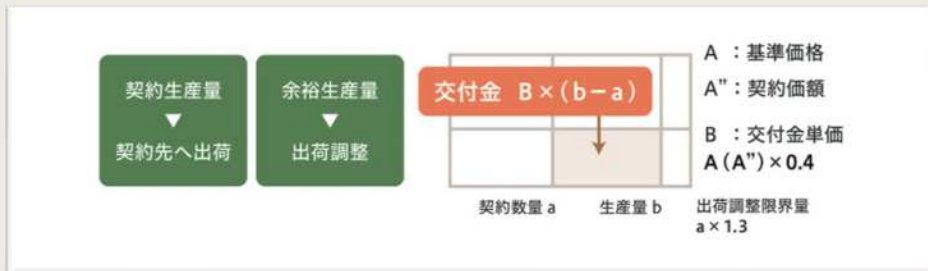 契約生産量
▼
契約先へ出荷
余裕生産量
▼
出荷調整
交付金 B×(b−a)
A :基準価格
A”:契約価額
B :交付金単価
A(A”)×0.4
契約数量 a
生産量 b
出荷調整限界量
a×1.3